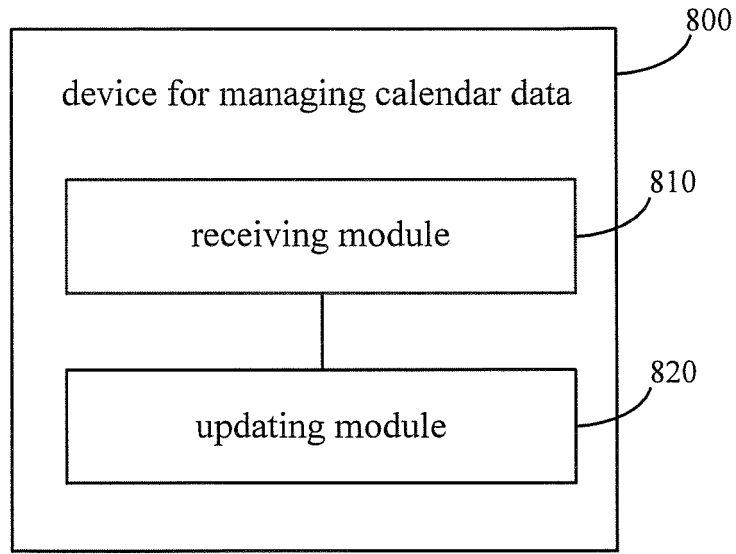 800
device for managing calendar data
810
receiving module
820
updating module